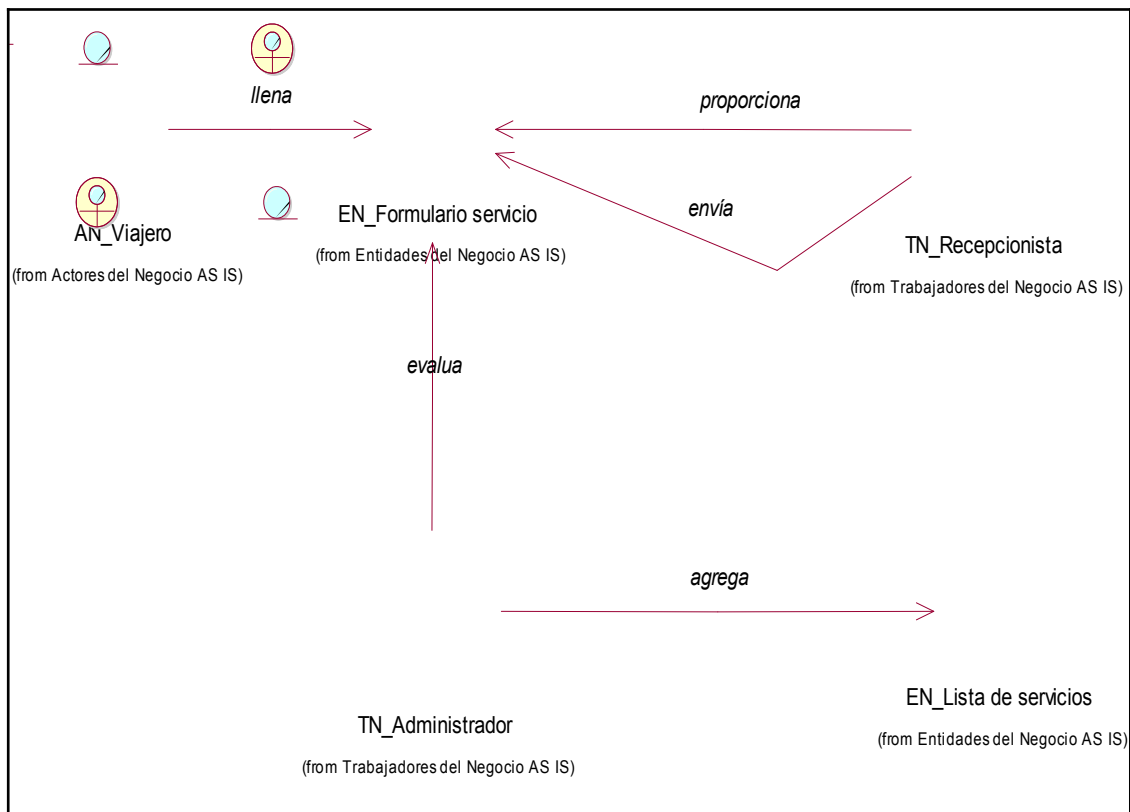 llena
proporciona
envía
EN_Formulario servicio
(from Entidades del Negocio AS IS)
AN_Viajero
(from Actores del Negocio AS IS)
TN_Recepcionista
(from Trabajadores del Negocio AS IS)
evalua
agrega
EN_Lista de servicios
(from Entidades del Negocio AS IS)
TN_Administrador
(from Trabajadores del Negocio AS IS)